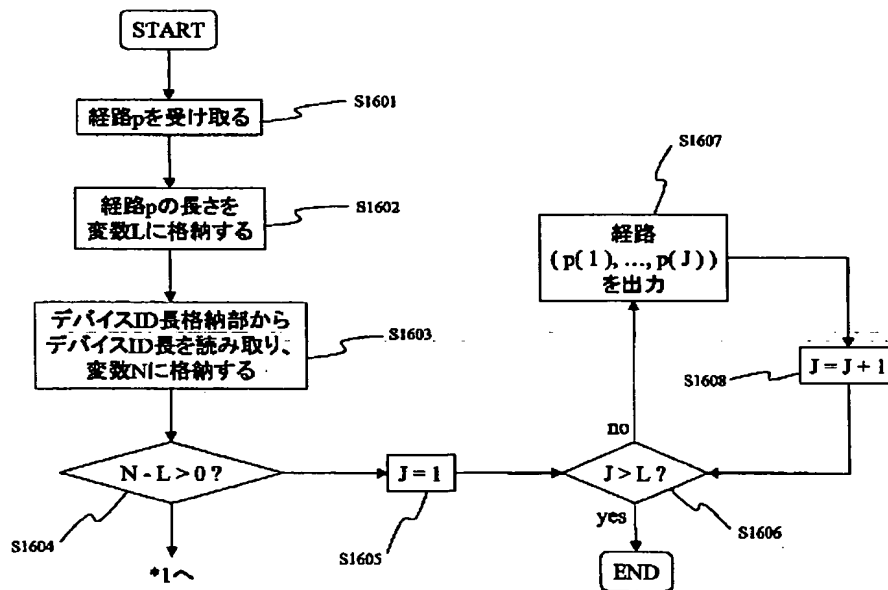 START
経路pを受け取る
S1601
経路pの長さを
変数Lに格納する
S1602
デバイスID長格納部から
デバイスID長を読み取り、
変数Nに格納する
S1603
N - L > 0 ?
S1604
*1へ
J = 1
S1605
J > L ?
S1606
no
yes
END
経路
( p( 1 ), ..., p( J ) )
を出力
S1607
J = J + 1
S1608